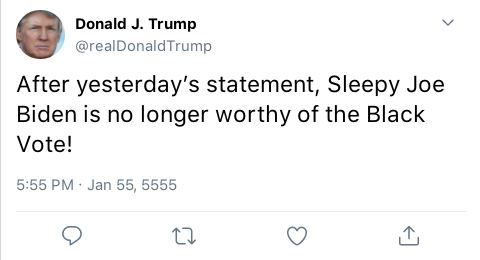 Donald J. Trump
@realDonaldTrump
After yesterday's statement, Sleepy Joe
Biden is no longer worthy of the Black
Vote!
5:55 PM · Jan 55, 5555